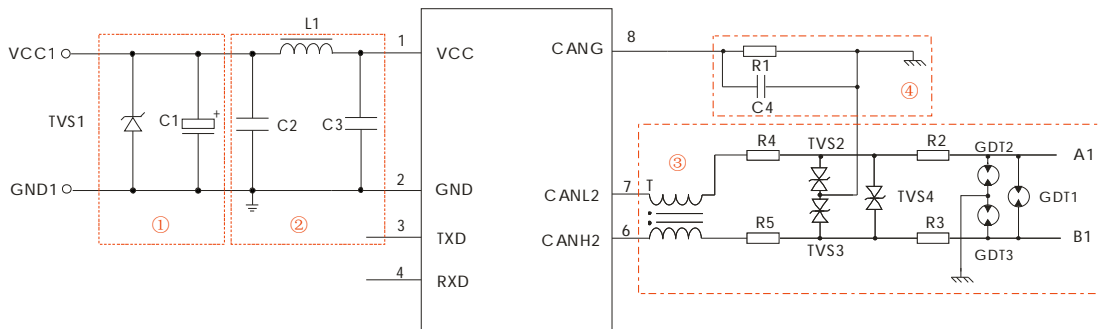 L1
VCC1
1
VCC
CANG
8
R1
C4
④
TVS1
C1
+
C2
C3
GND1
2
GND
①
②
3
TXD
4
RXD
③
T
R4
TVS2
R2
GDT2
A1
7
CANL2
TVS4
GDT1
CANH2
6
R5
TVS3
R3
GDT3
B1